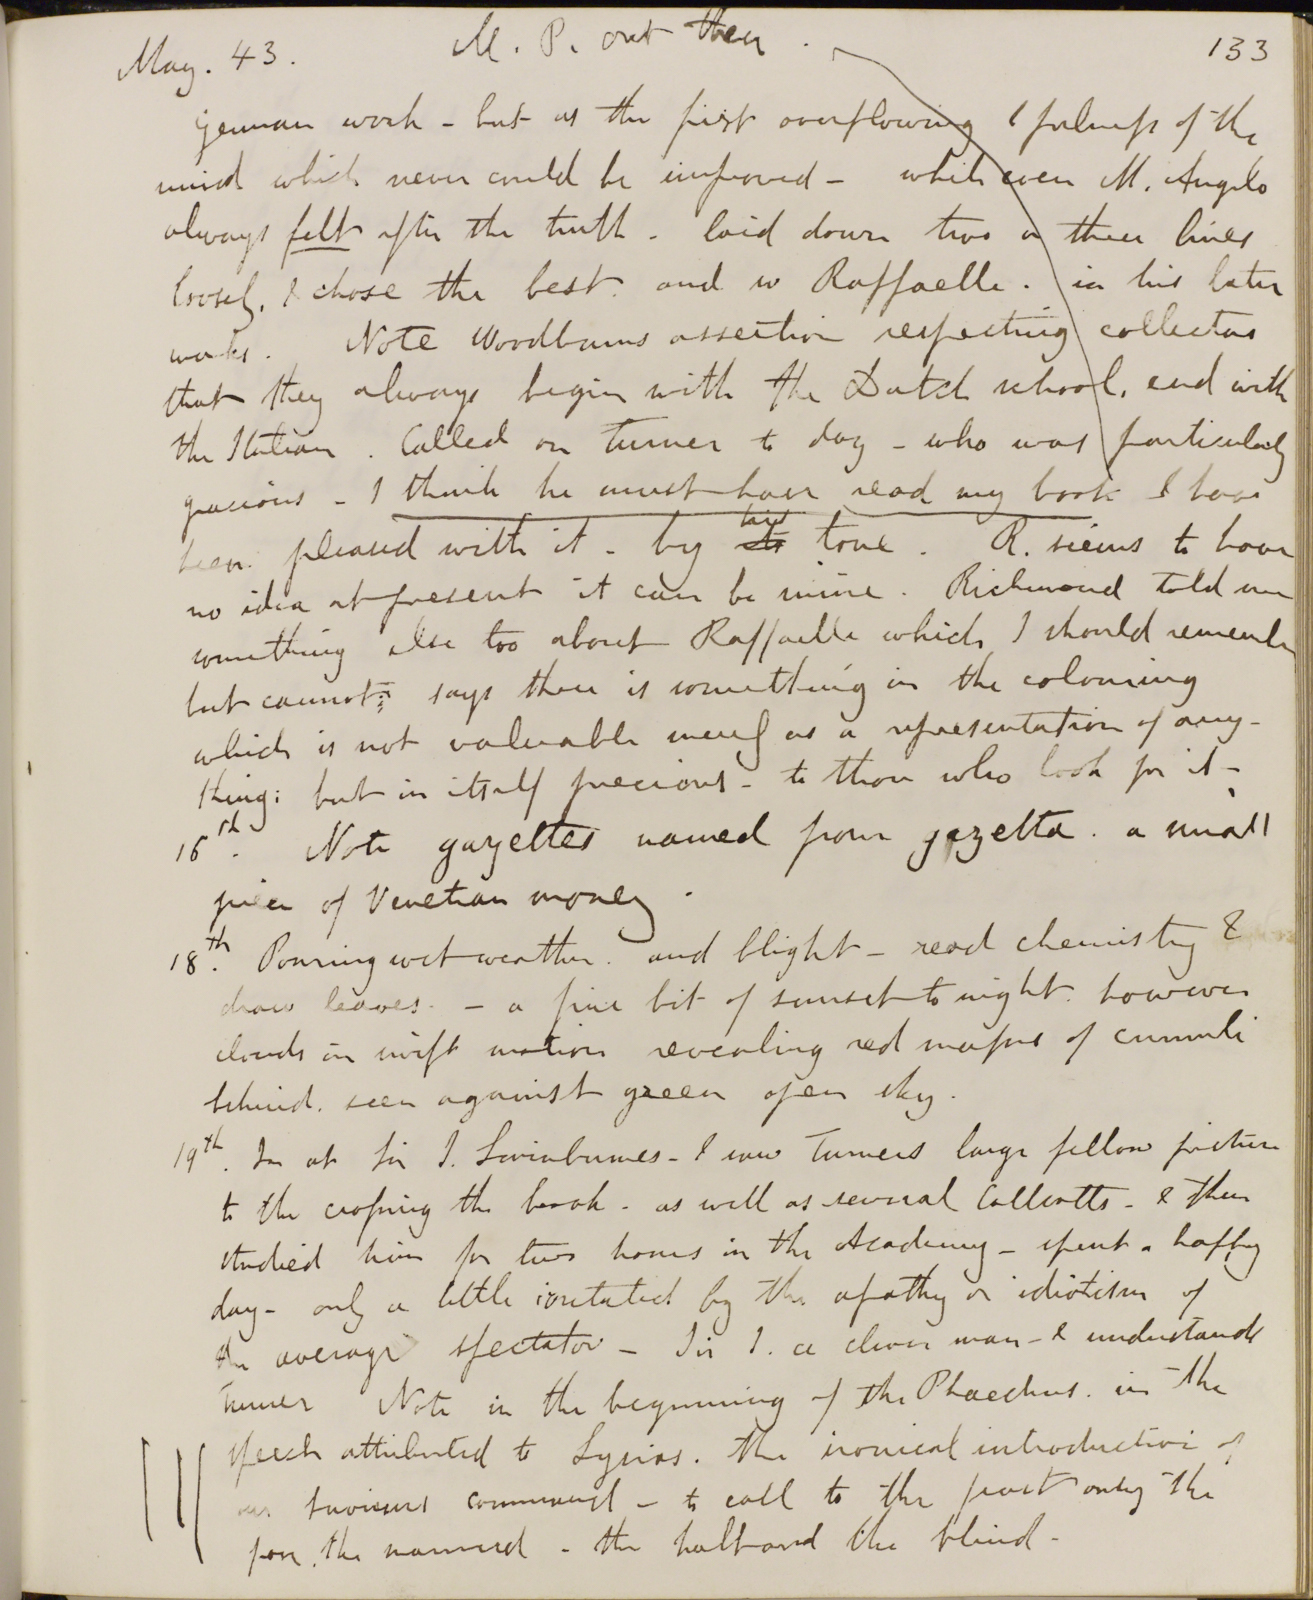 May. 43. M. P. out then. 133
German work - but as the first overflowing & fulness of the
mind which never could be improved - while even M. Angelo
always felt after the truth - laid down two or three lines
loosely, & chose the best. and so Raffaelle. in his later
works. Note Woodburns assertion respecting collectors
that they always begin with the Dutch school, end with
the Italian. Called on Turner to day - who was particularly
gracious - I think he must have read my book & have
been pleased with it - by his tone. R. seems to have
no idea at present it can be mine. Richmond told me
something else too about Raffaelle which I should remember
but cannot; says there is something in the colouring
which is not valuable merely as a representation of any-
thing: but in itself precious - to those who look for it -
16th. Note gazettes named from gazetta. a small
piece of Venetian money.
18th. Pouring wet weather. and blight - read chemistry &
draw leaves. - a fine bit of sunset to night. however
clouds in swift motion revealing red masses of cumuli
behind. seen against green open sky.
19th. In at Sir J. Swinburnes - & saw Turners large fellow picture
to the crossing the brook - as well as several Callcotts - & then
studied him for two hours in the Academy - spent a happy
day - only a little irritated by the apathy or idiotism of
the average spectator - Sir J. a clever man - & understands
Turner Note in the beginning of the Phaedrus. in the
speech attributed to Lysias. the ironical introduction of
our Saviours command - to call to the feast only the
poor, the maimed - the halt and the blind -